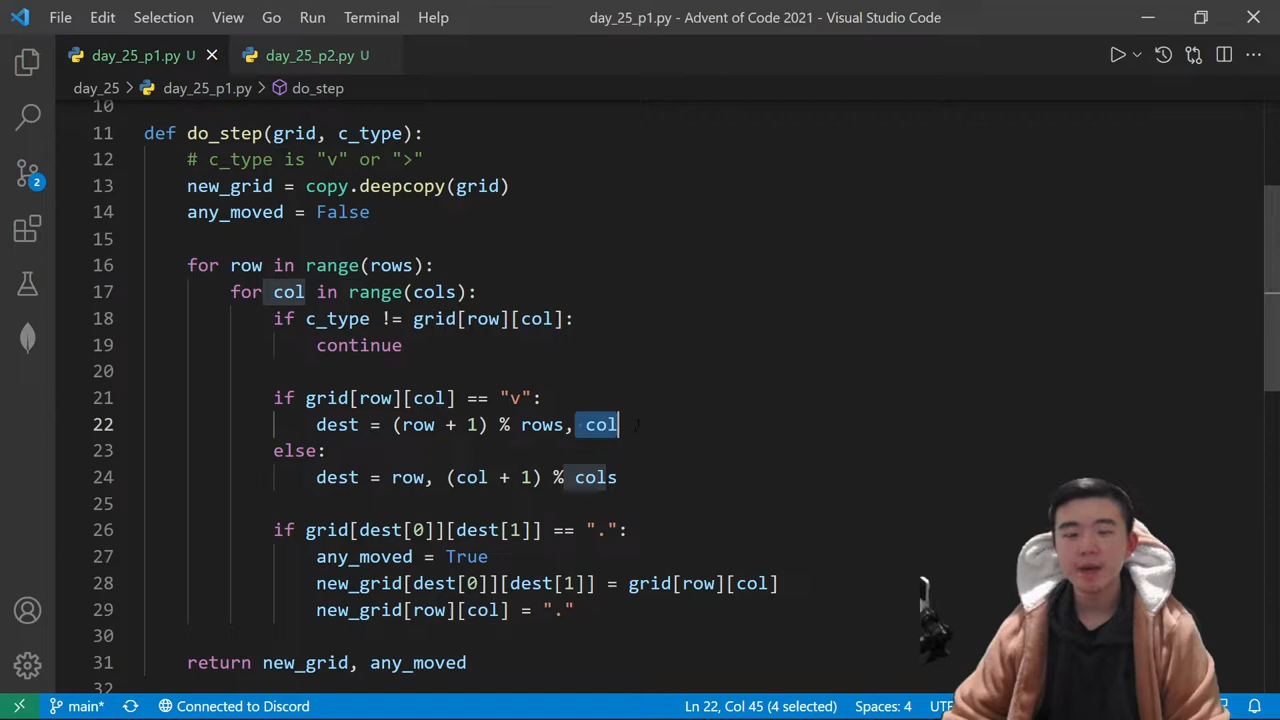 File Edit Selection View Go Run Terminal Help day_25_p1.py - Advent of Code 2021 - Visual Studio Code
day_25_p1.py U day_25_p2.py U
day_25 > day_25_p1.py > do_step
10
11 def do_step(grid, c_type):
12 # c_type is "v" or ">"
13 new_grid = copy.deepcopy(grid)
14 any_moved = False
15
16 for row in range(rows):
17 for col in range(cols):
18 if c_type != grid[row][col]:
19 continue
20
21 if grid[row][col] == "v":
22 dest = (row + 1) % rows, col
23 else:
24 dest = row, (col + 1) % cols
25
26 if grid[dest[0]][dest[1]] == ".":
27 any_moved = True
28 new_grid[dest[0]][dest[1]] = grid[row][col]
29 new_grid[row][col] = "."
30
31 return new_grid, any_moved
32
2
main* Connected to Discord Ln 22, Col 45 (4 selected) Spaces: 4